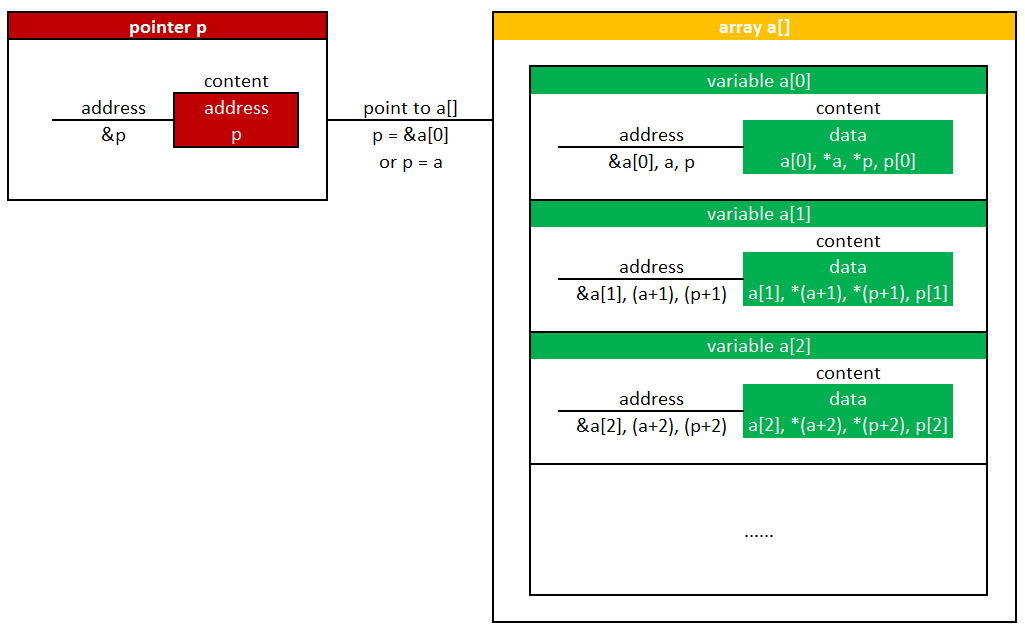 pointer p
content
address
address
&p
p
point to a[]
p = &a[0]
or p = a
array a[]
variable a[0]
content
address
data
&a[0], a, p
a[0], *a, *p, p[0]
variable a[1]
content
address
data
&a[1], (a+1), (p+1)
a[1], *(a+1), *(p+1), p[1]
variable a[2]
content
address
data
&a[2], (a+2), (p+2)
a[2], *(a+2), *(p+2), p[2]
......